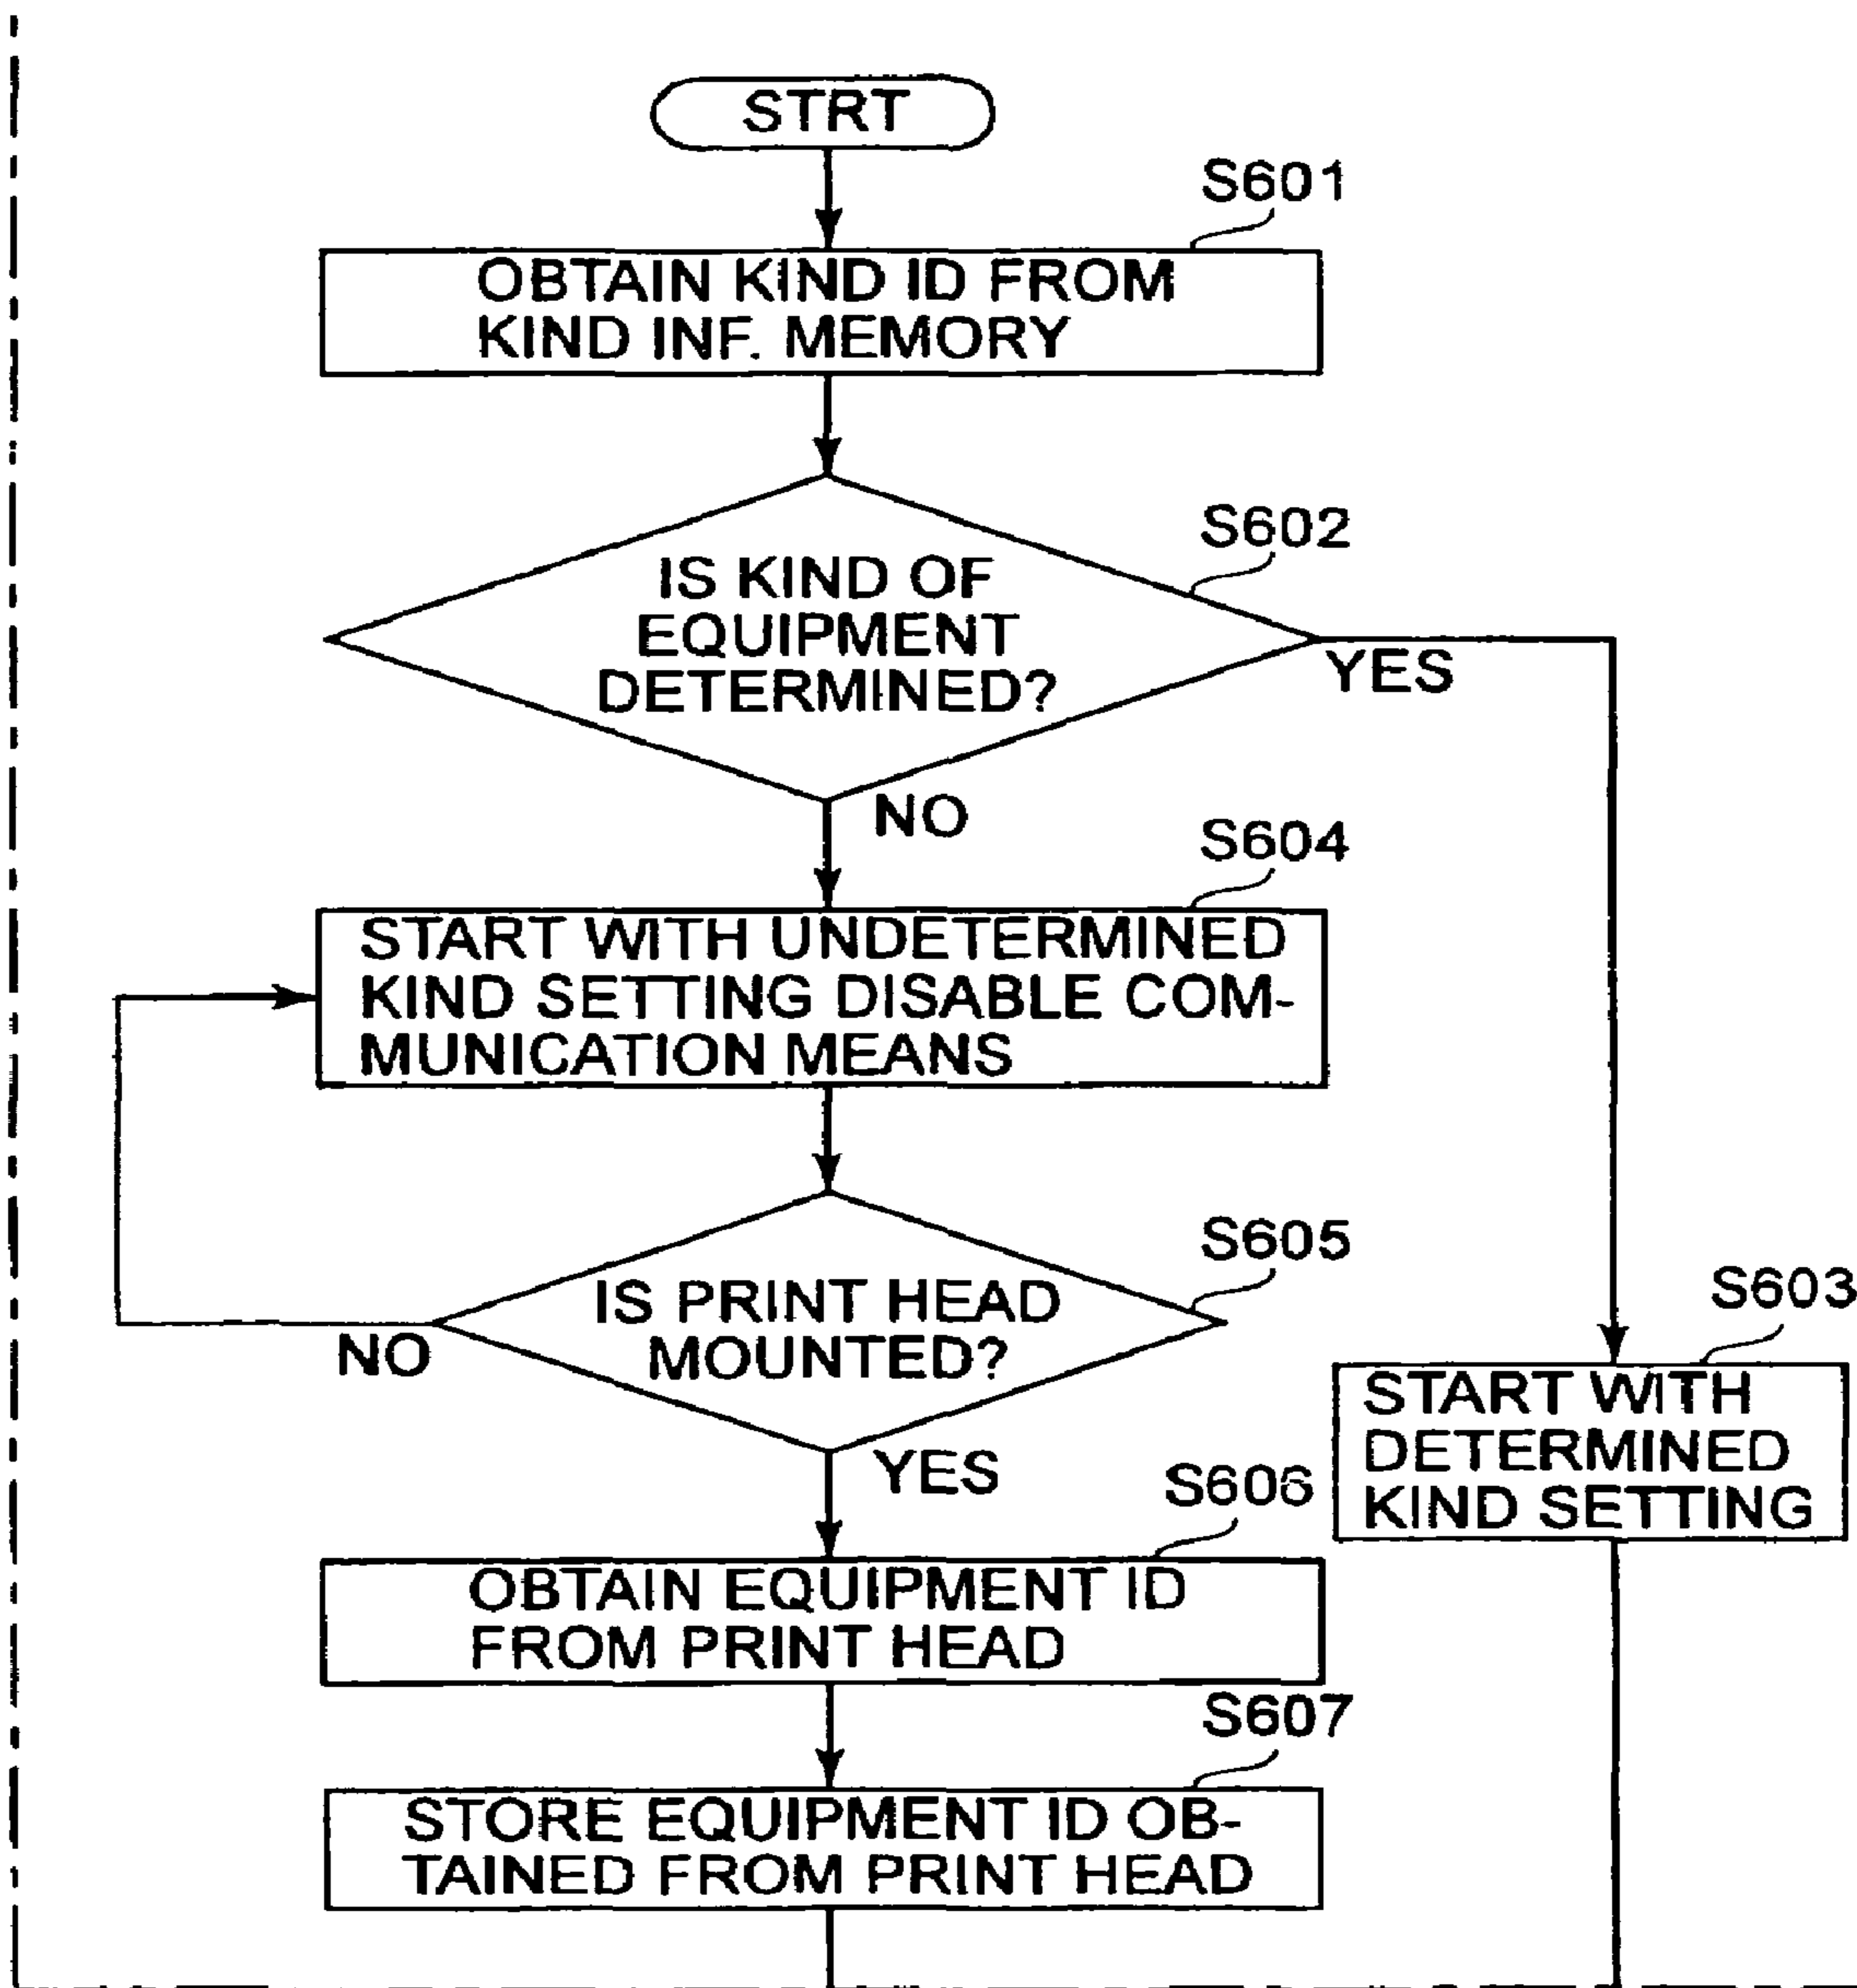 STRT
S601
OBTAIN KIND ID FROM
KIND INF. MEMORY
S602
IS KIND OF
EQUIPMENT
DETERMINED?
YES
NO
S604
START WITH UNDETERMINED
KIND SETTING DISABLE COM-
MUNICATION MEANS
S605
IS PRINT HEAD
MOUNTED?
NO
YES
S603
START WITH
DETERMINED
KIND SETTING
S606
OBTAIN EQUIPMENT ID
FROM PRINT HEAD
S607
STORE EQUIPMENT ID OB-
TAINED FROM PRINT HEAD